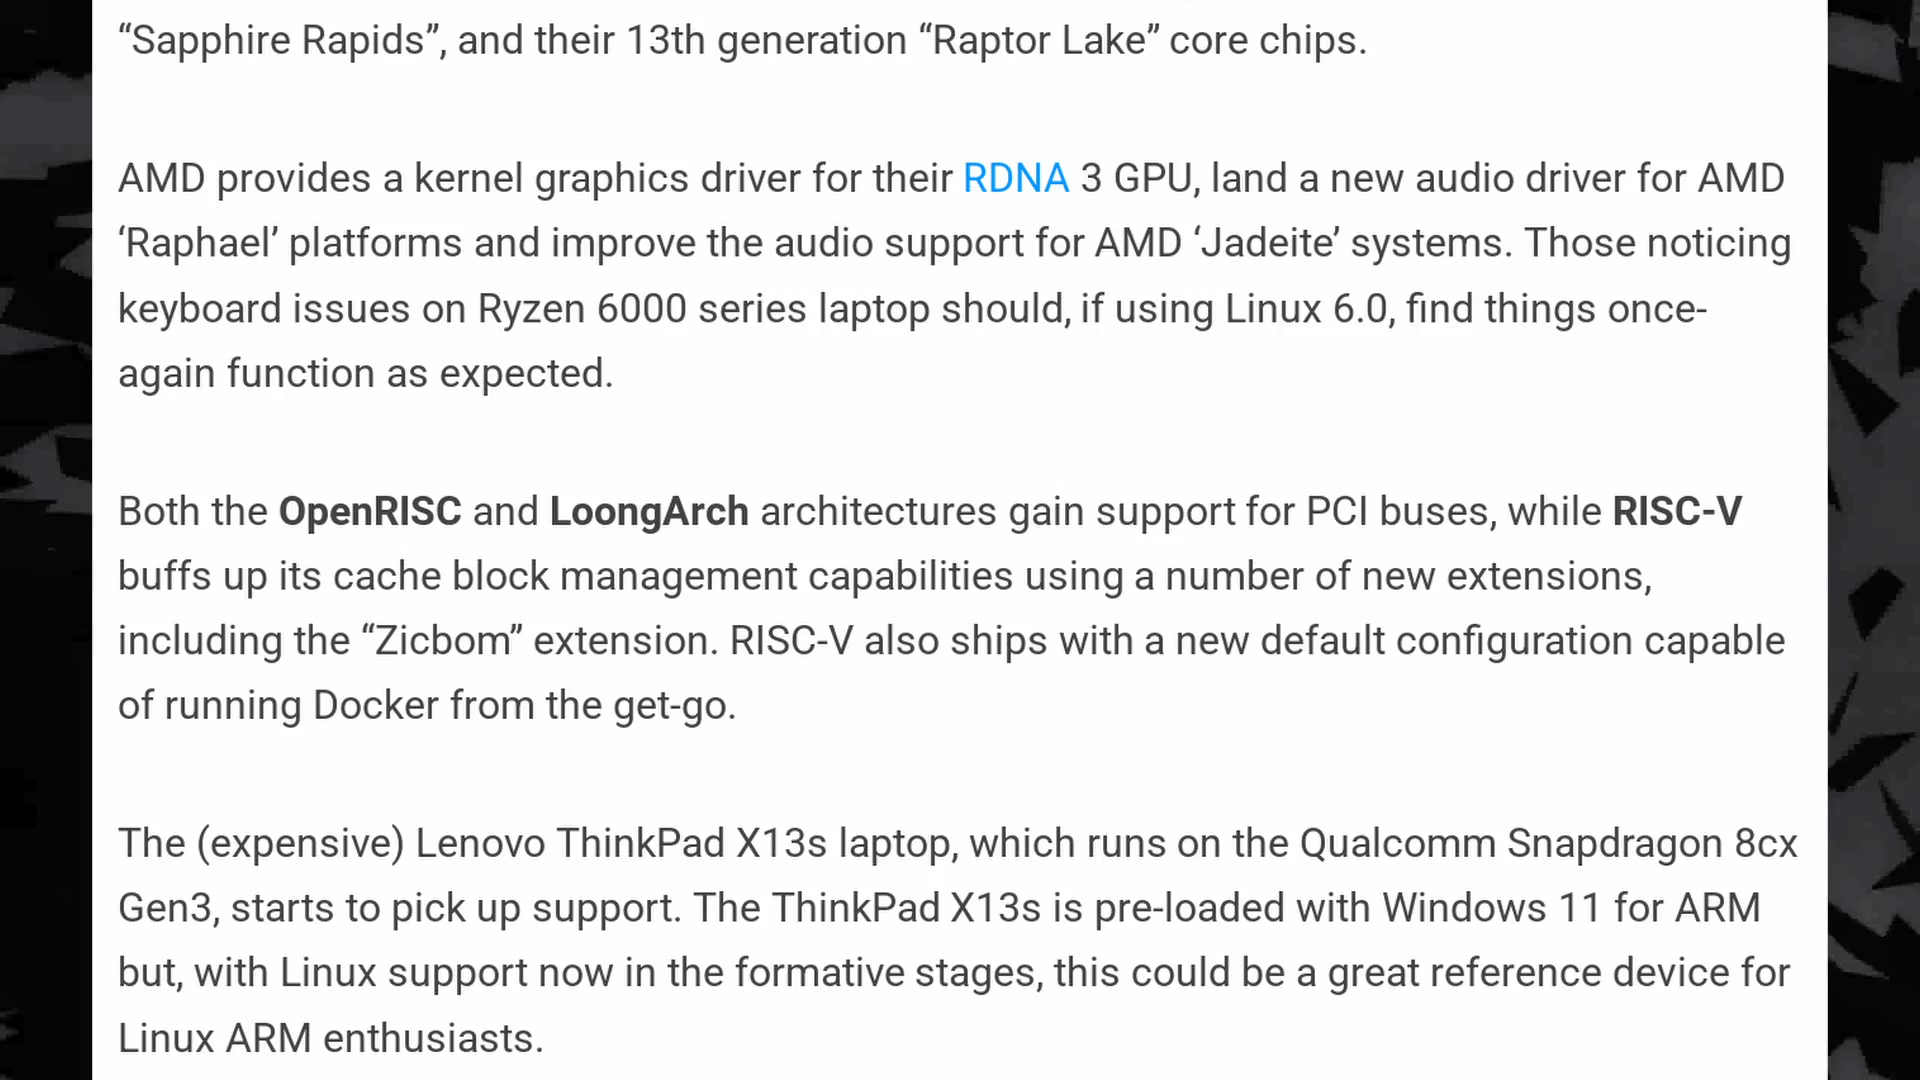 “Sapphire Rapids”, and their 13th generation “Raptor Lake” core chips.
AMD provides a kernel graphics driver for their RDNA 3 GPU, land a new audio driver for AMD
‘Raphael’ platforms and improve the audio support for AMD ‘Jadeite’ systems. Those noticing
keyboard issues on Ryzen 6000 series laptop should, if using Linux 6.0, find things once-
again function as expected.
Both the OpenRISC and LoongArch architectures gain support for PCI buses, while RISC-V
buffs up its cache block management capabilities using a number of new extensions,
including the “Zicbom” extension. RISC-V also ships with a new default configuration capable
of running Docker from the get-go.
The (expensive) Lenovo ThinkPad X13s laptop, which runs on the Qualcomm Snapdragon 8cx
Gen3, starts to pick up support. The ThinkPad X13s is pre-loaded with Windows 11 for ARM
but, with Linux support now in the formative stages, this could be a great reference device for
Linux ARM enthusiasts.